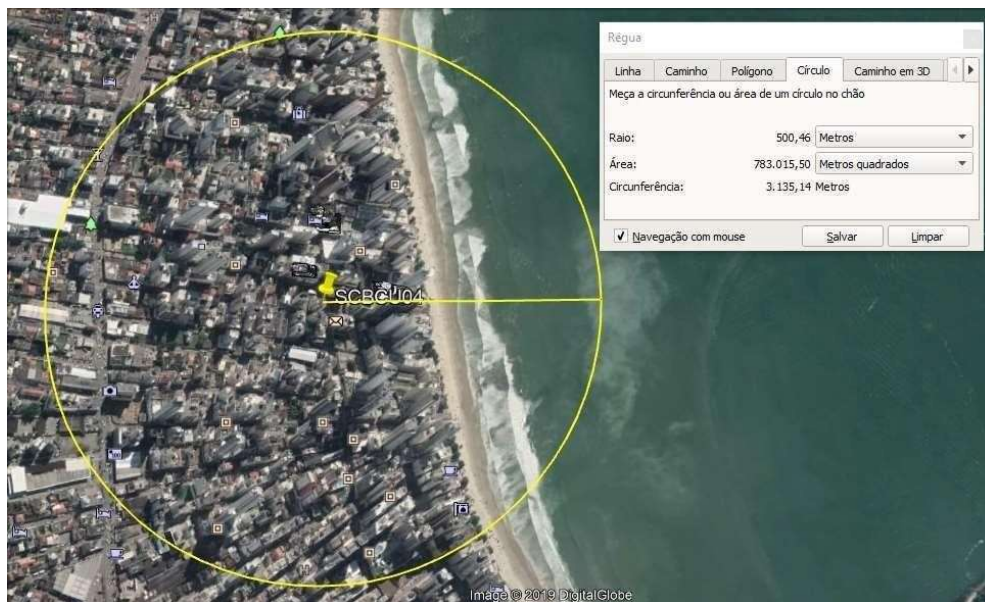 Régua
Linha Caminho Polígono Círculo Caminho em 3D
Meça a circunferência ou área de um círculo no chão
Raio: 500,46 Metros
Área: 783.015,50 Metros quadrados
Circunferência: 3.135,14 Metros
Navegação com mouse Salvar Limpar
SCBCU04
Image © 2019 DigitalGlobe